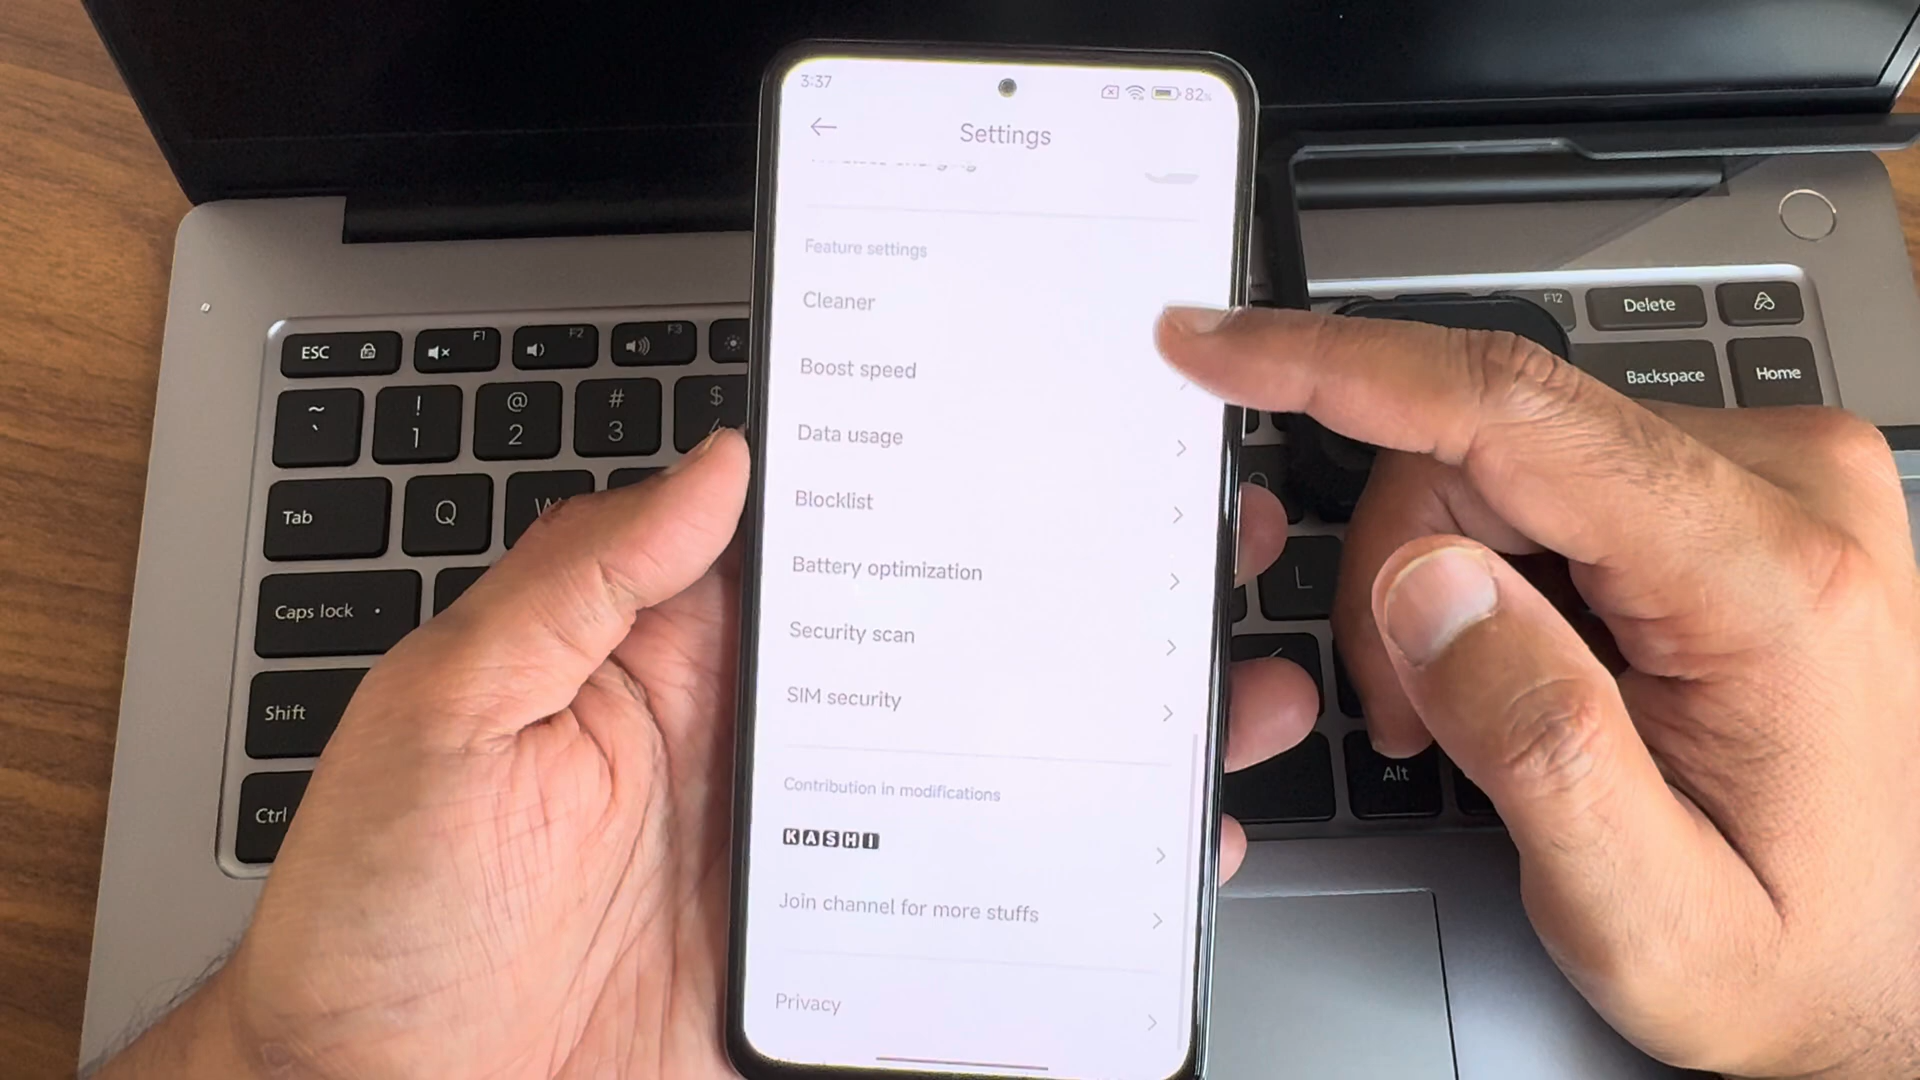 3:37
82%
Settings
Feature settings
Cleaner
Boost speed
Data usage
Blocklist
Battery optimization
Security scan
SIM security
Contribution in modifications
KASHI
Join channel for more stuffs
Privacy
ESC
F1
F2
F3
F12
Delete
~ ! @ # $
` 1 2 3
Backspace
Home
Tab
Q
W
Caps lock
L
Shift
Ctrl
Alt